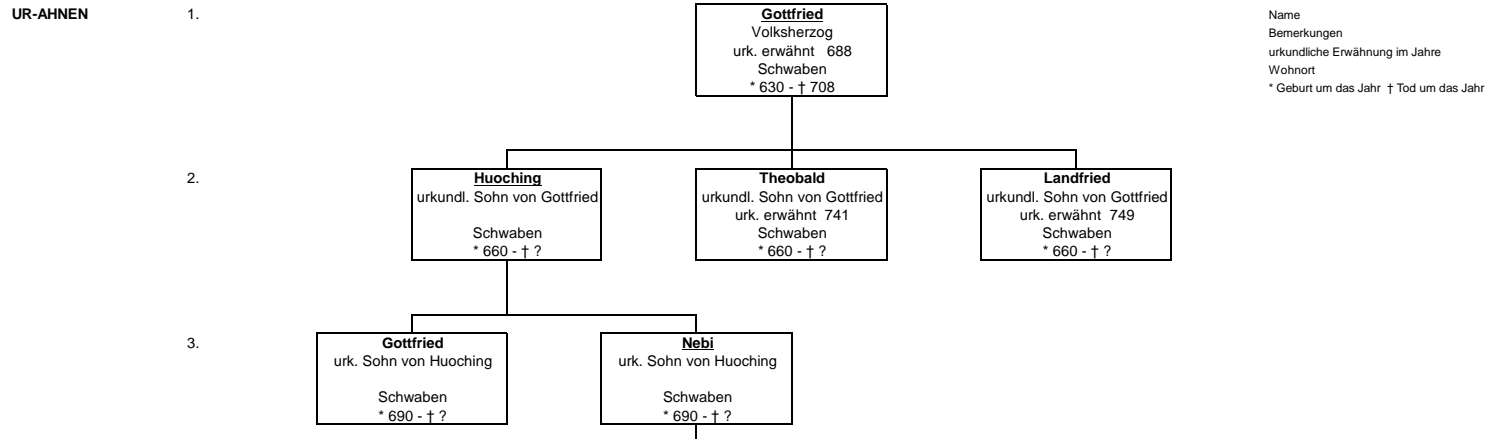 UR-AHNEN
1.
Gottfried
Volksherzog
urk. erwähnt 688
Schwaben
* 630 - † 708
Name
Bemerkungen
urkundliche Erwähnung im Jahre
Wohnort
* Geburt um das Jahr † Tod um das Jahr
2.
Huoching
urkundl. Sohn von Gottfried
Schwaben
* 660 - † ?
Theobald
urkundl. Sohn von Gottfried
urk. erwähnt 741
Schwaben
* 660 - † ?
Landfried
urkundl. Sohn von Gottfried
urk. erwähnt 749
Schwaben
* 660 - † ?
3.
Gottfried
urk. Sohn von Huoching
Schwaben
* 690 - † ?
Nebi
urk. Sohn von Huoching
Schwaben
* 690 - † ?